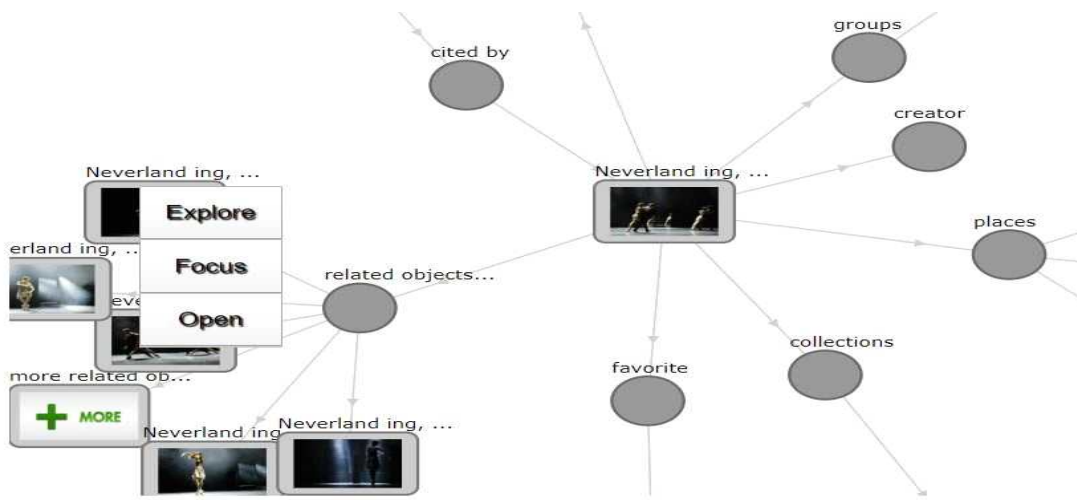 groups
cited by
creator
Neverland ing, ...
Neverland ing, ...
Explore
places
erland ing, ...
Focus
related objects...
eve
Open
collections
favorite
more related ob...
MORE
Neverland ing
Neverland ing, ...